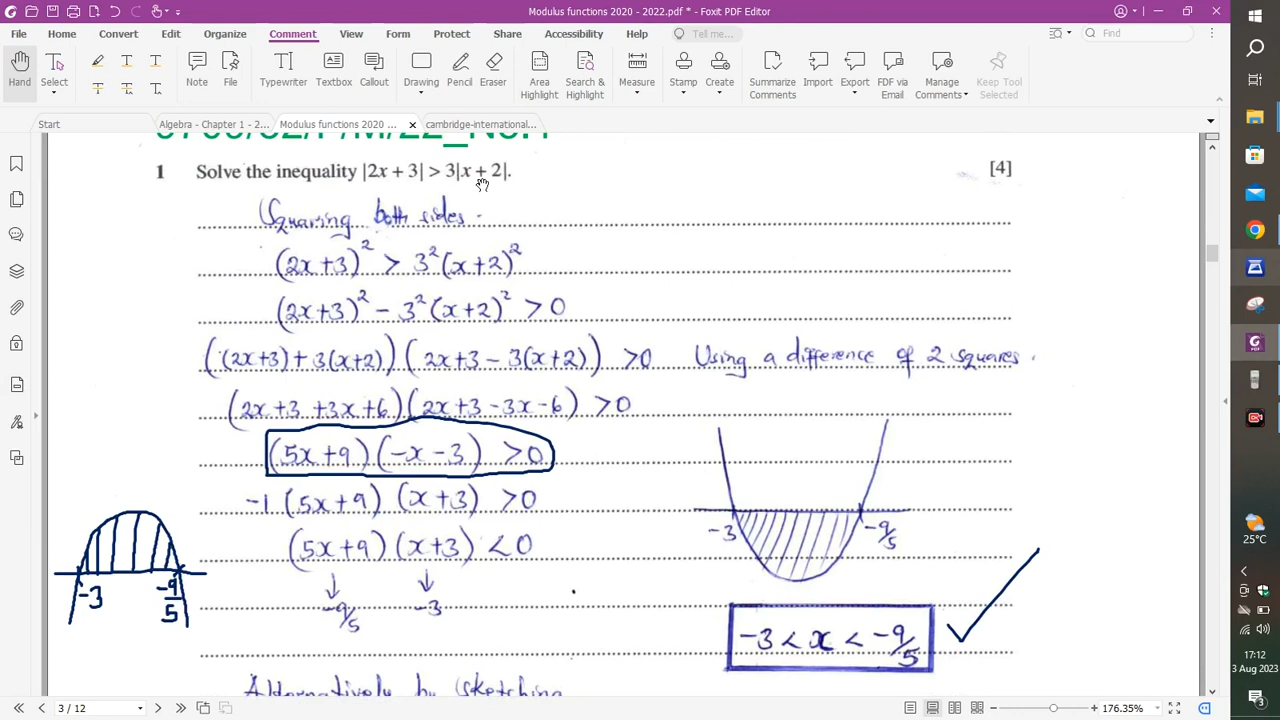 Modulus functions 2020 - 2022.pdf * - Foxit PDF Editor
File Home Convert Edit Organize Comment View Form Protect Share Accessibility Help Tell me... Find
Hand Select Note File Typewriter Textbox Callout Drawing Pencil Eraser Area Highlight Search & Highlight Measure Stamp Create Summarize Comments Import Export FDF via Email Manage Comments Keep Tool Selected
Start Algebra - Chapter 1 - 2... Modulus functions 2020 ... * cambridge-international...
1 Solve the inequality |2x + 3| > 3|x + 2|. [4]
Squaring both sides.
(2x+3)² > 3²(x+2)²
(2x+3)² - 3²(x+2)² >0
((2x+3)+3(x+2))(2x+3-3(x+2)) >0 Using a difference of 2 squares.
(2x+3+3x+6)(2x+3-3x-6) >0
(5x+9)(-x-3) >0
-1 (5x+9)(x+3) >0
(5x+9)(x+3) <0
↓ ↓
-9/5 -3
-3 -9/5
-3 -9/5
-3 < x < -9/5
Alternatively by sketching
3 / 12 176.35%
25°C
17:12
3 Aug 2023
3